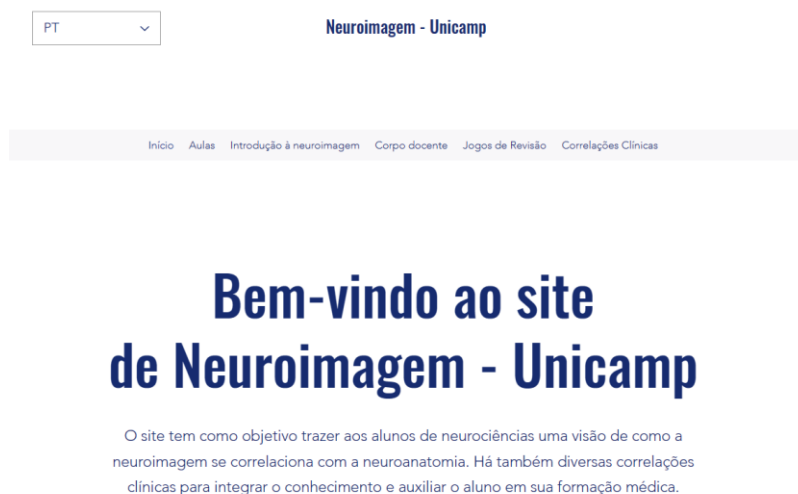 PT
Neuroimagem - Unicamp
Início Aulas Introdução à neuroimagem Corpo docente Jogos de Revisão Correlações Clínicas
Bem-vindo ao site
de Neuroimagem - Unicamp
O site tem como objetivo trazer aos alunos de neurociências uma visão de como a
neuroimagem se correlaciona com a neuroanatomia. Há também diversas correlações
clínicas para integrar o conhecimento e auxiliar o aluno em sua formação médica.